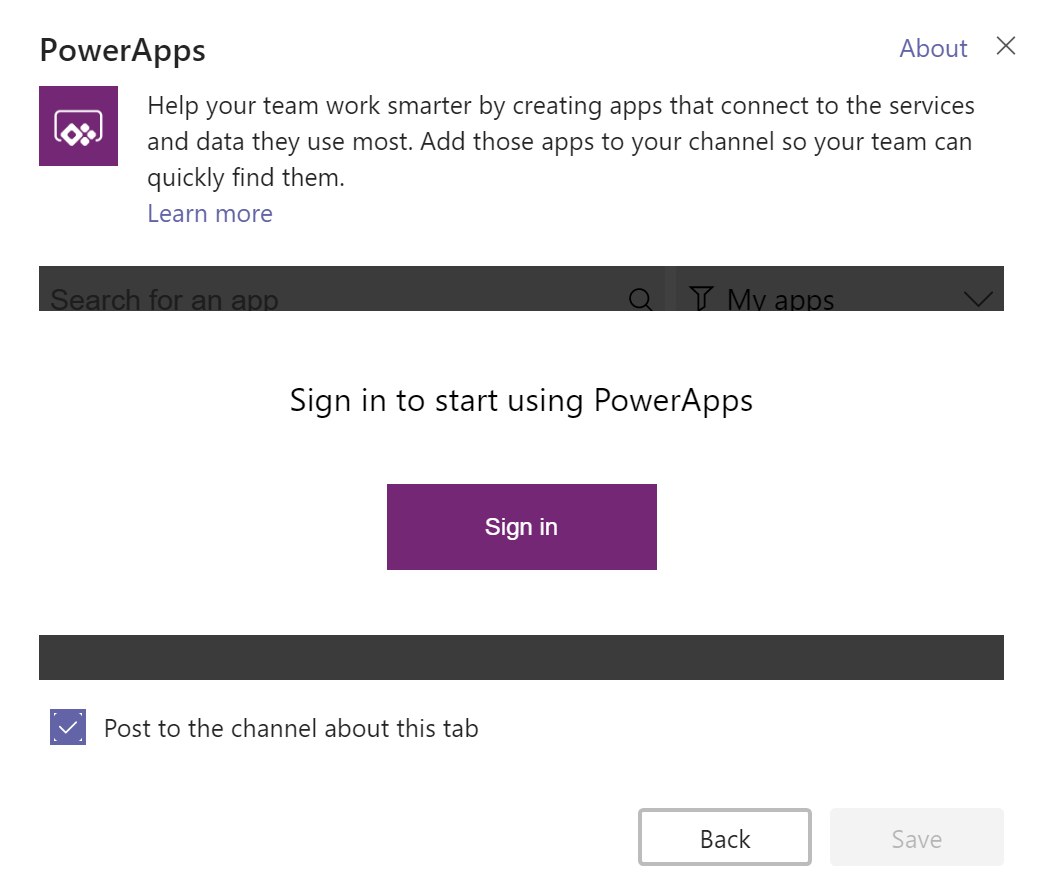 PowerApps
About
Help your team work smarter by creating apps that connect to the services
and data they use most. Add those apps to your channel so your team can
quickly find them.
Learn more
Search for an app
My apps
Sign in to start using PowerApps
Sign in
Post to the channel about this tab
Back
Save